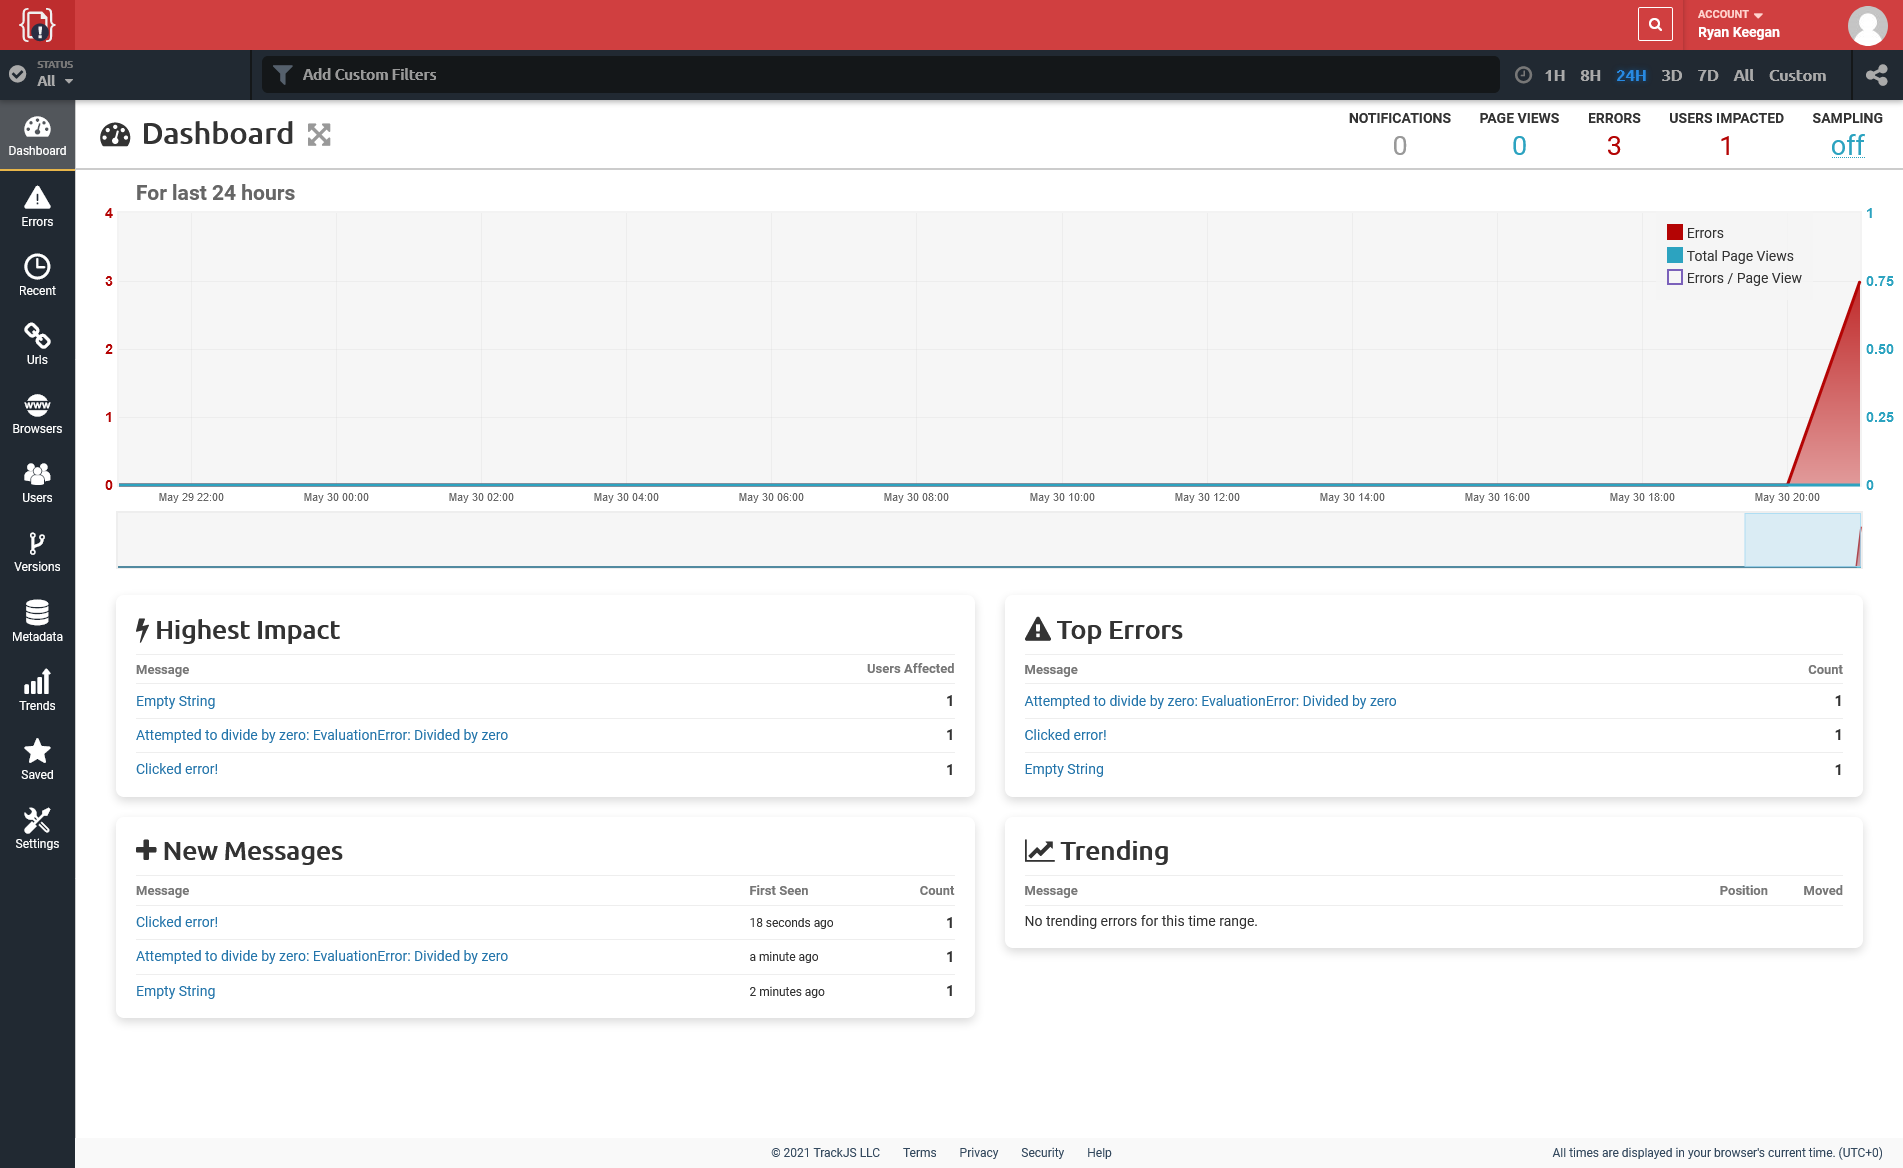 ACCOUNT
Ryan Keegan
STATUS
All
Add Custom Filters
1H 8H 24H 3D 7D All Custom
Dashboard
Errors
Recent
Urls
www
Browsers
Users
Versions
Metadata
Trends
Saved
Settings
Dashboard
NOTIFICATIONS PAGE VIEWS ERRORS USERS IMPACTED SAMPLING
0 0 3 1 off
For last 24 hours
4 1
3 0.75
2 0.50
1 0.25
0 0
Errors
Total Page Views
Errors / Page View
May 29 22:00 May 30 00:00 May 30 02:00 May 30 04:00 May 30 06:00 May 30 08:00 May 30 10:00 May 30 12:00 May 30 14:00 May 30 16:00 May 30 18:00 May 30 20:00
Highest Impact
Message Users Affected
Empty String 1
Attempted to divide by zero: EvaluationError: Divided by zero 1
Clicked error! 1
Top Errors
Message Count
Attempted to divide by zero: EvaluationError: Divided by zero 1
Clicked error! 1
Empty String 1
New Messages
Message First Seen Count
Clicked error! 18 seconds ago 1
Attempted to divide by zero: EvaluationError: Divided by zero a minute ago 1
Empty String 2 minutes ago 1
Trending
Message Position Moved
No trending errors for this time range.
© 2021 TrackJS LLC Terms Privacy Security Help
All times are displayed in your browser's current time. (UTC+0)